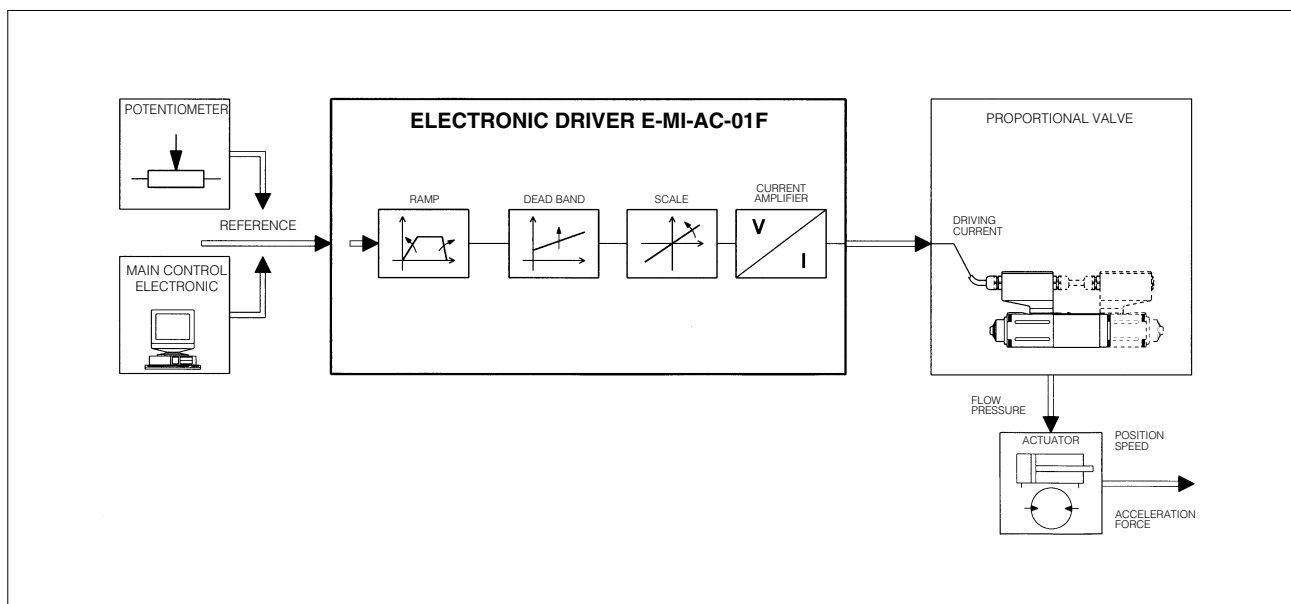 POTENTIOMETER
REFERENCE
MAIN CONTROL
ELECTRONIC
ELECTRONIC DRIVER E-MI-AC-01F
RAMP
DEAD BAND
SCALE
CURRENT
AMPLIFIER
V
I
PROPORTIONAL VALVE
DRIVING
CURRENT
FLOW
PRESSURE
ACTUATOR
POSITION
SPEED
ACCELERATION
FORCE